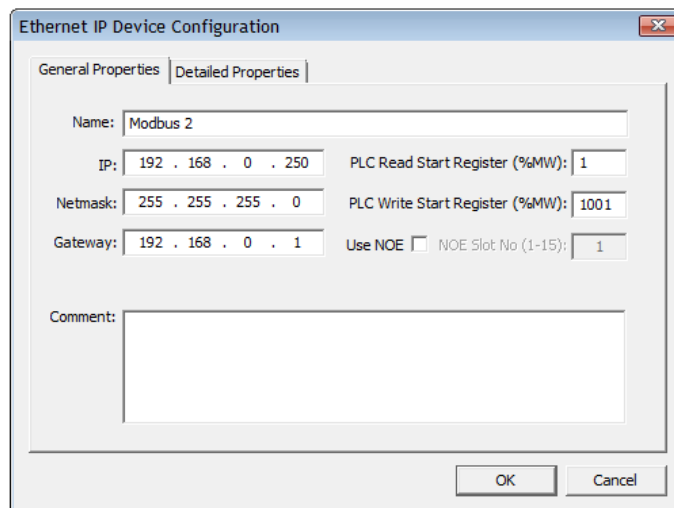 Ethernet IP Device Configuration
General Properties Detailed Properties
Name: Modbus 2
IP: 192 . 168 . 0 . 250 PLC Read Start Register (%MW): 1
Netmask: 255 . 255 . 255 . 0 PLC Write Start Register (%MW): 1001
Gateway: 192 . 168 . 0 . 1 Use NOE NOE Slot No (1-15): 1
Comment:
OK Cancel